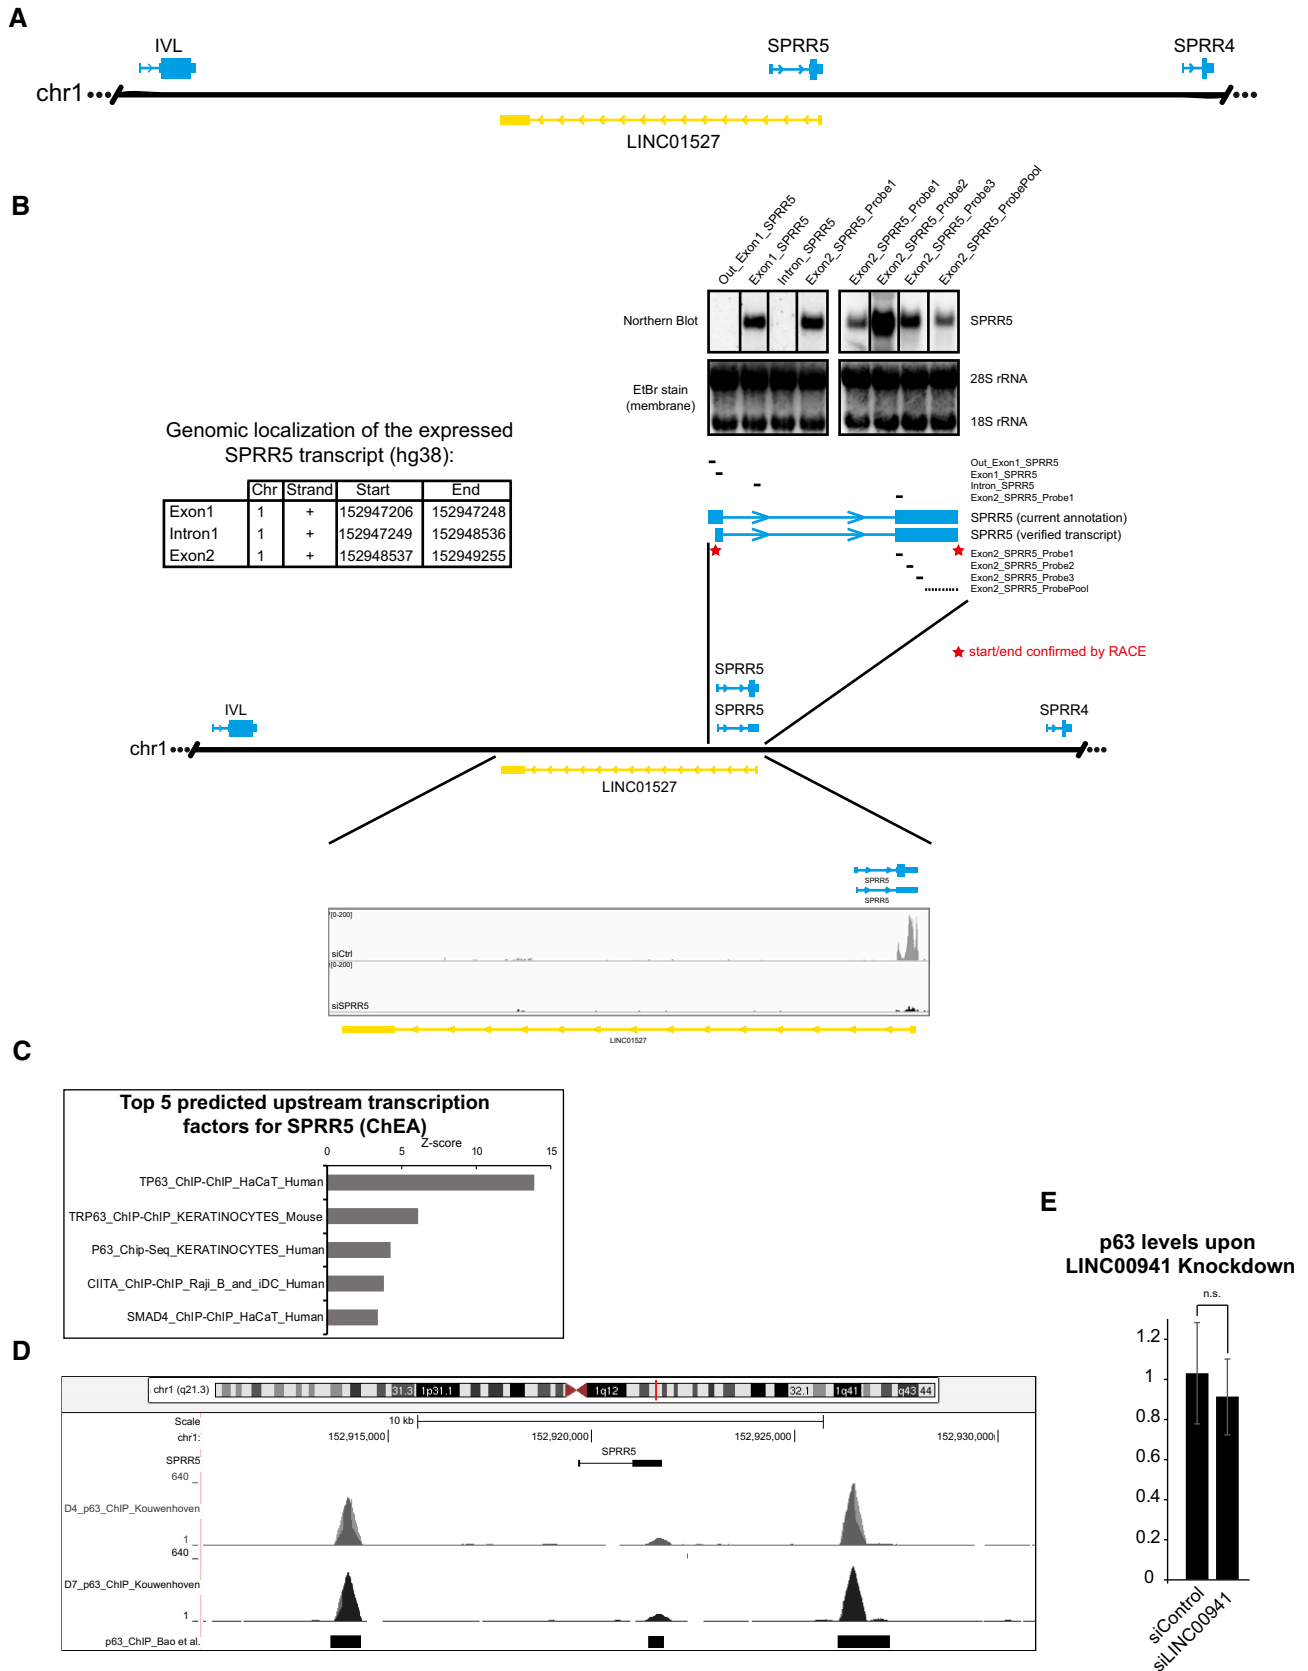 A
IVL
SPRR5
SPRR4
chr1
LINC01527
B
Out_Exon1_SPRR5
Exon1_SPRR5
Intron_SPRR5
Exon2_SPRR5_Probe1
Exon2_SPRR5_Probe1
Exon2_SPRR5_Probe2
Exon2_SPRR5_Probe3
Exon2_SPRR5_ProbePool
Northern Blot
SPRR5
EtBr stain
(membrane)
28S rRNA
18S rRNA
Genomic localization of the expressed
SPRR5 transcript (hg38):
Chr Strand Start End
Exon1 1 + 152947206 152947248
Intron1 1 + 152947249 152948536
Exon2 1 + 152948537 152949255
Out_Exon1_SPRR5
Exon1_SPRR5
Intron_SPRR5
Exon2_SPRR5_Probe1
SPRR5 (current annotation)
SPRR5 (verified transcript)
Exon2_SPRR5_Probe1
Exon2_SPRR5_Probe2
Exon2_SPRR5_Probe3
Exon2_SPRR5_ProbePool
★ start/end confirmed by RACE
SPRR5
IVL
SPRR5
SPRR4
chr1
LINC01527
SPRR5
SPRR5
[0-200]
siCtrl
[0-200]
siSPRR5
LINC01527
C
Top 5 predicted upstream transcription
factors for SPRR5 (ChEA)
Z-score
0 5 10 15
TP63_ChIP-ChIP_HaCaT_Human
TRP63_ChIP-ChIP_KERATINOCYTES_Mouse
P63_Chip-Seq_KERATINOCYTES_Human
CIITA_ChIP-ChIP_Raji_B_and_iDC_Human
SMAD4_ChIP-ChIP_HaCaT_Human
D
chr1 (q21.3) 31.3 1p31.1 1q12 32.1 1q41 q43 44
Scale 10 kb
chr1: 152,915,000 152,920,000 152,925,000 152,930,000
SPRR5
SPRR5
640
D4_p63_ChIP_Kouwenhoven
1
640
D7_p63_ChIP_Kouwenhoven
1
p63_ChIP_Bao et al.
E
p63 levels upon
LINC00941 Knockdown
n.s.
1.2
1
0.8
0.6
0.4
0.2
0
siControl
siLINC00941